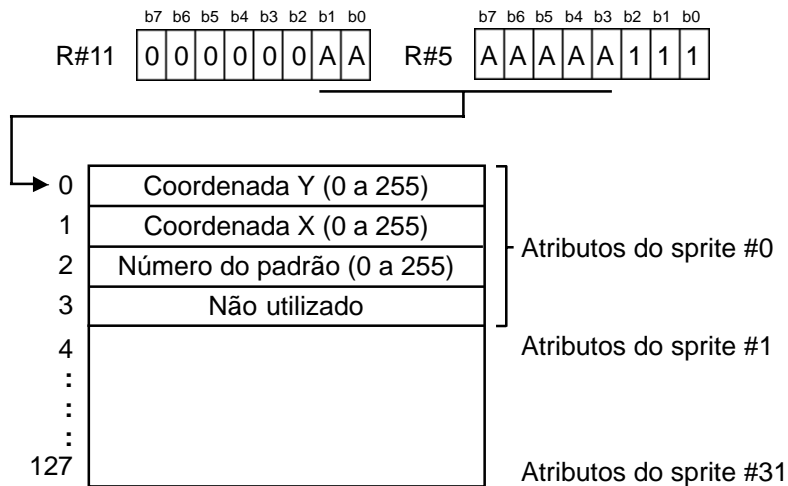 b7 b6 b5 b4 b3 b2 b1 b0 b7 b6 b5 b4 b3 b2 b1 b0
R#11 0 0 0 0 0 0 A A R#5 A A A A A 1 1 1
0 Coordenada Y (0 a 255)
1 Coordenada X (0 a 255)
Atributos do sprite #0
2 Número do padrão (0 a 255)
3 Não utilizado
4 Atributos do sprite #1
:
:
:
127 Atributos do sprite #31